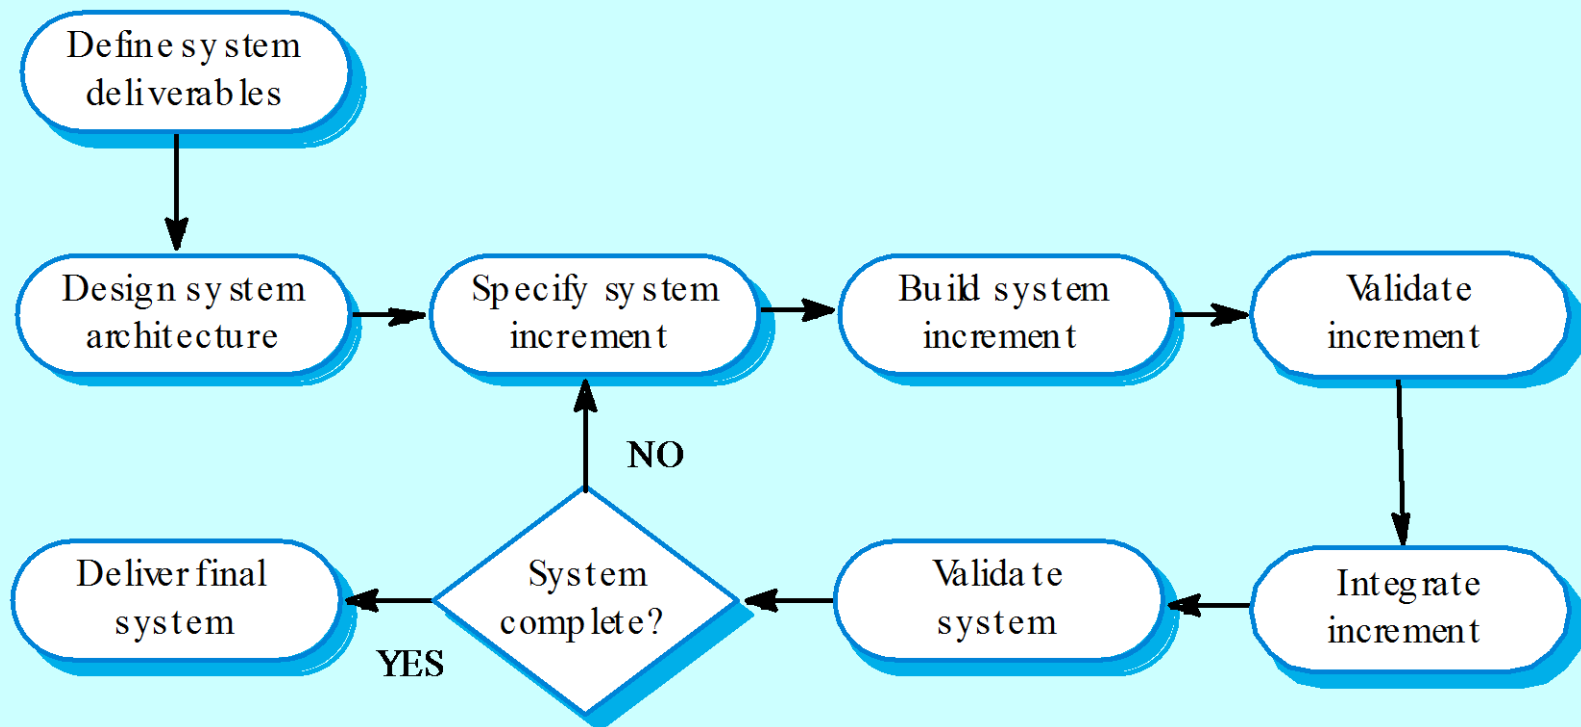 Define system
deliverables
Design system
architecture
Specify system
increment
Build system
increment
Validate
increment
NO
Deliver final
system
YES
System
complete?
Validate
system
Integrate
increment